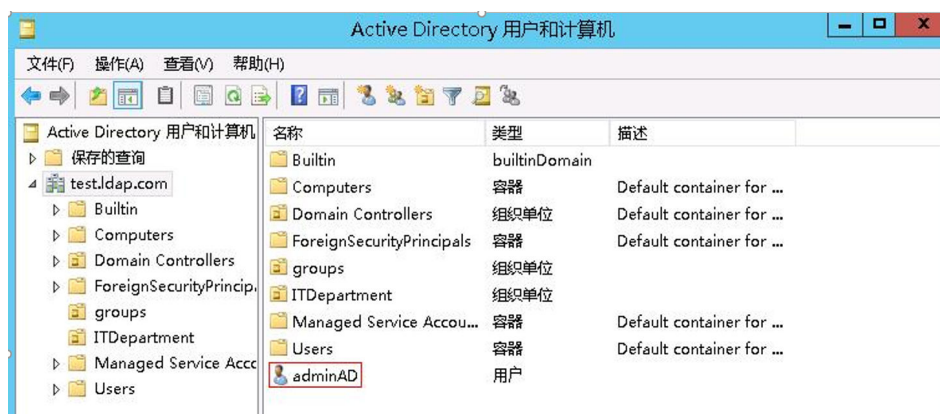 Active Directory 用户和计算机
文件(F) 操作(A) 查看(V) 帮助(H)
Active Directory 用户和计算机
保存的查询
test.ldap.com
Builtin
Computers
Domain Controllers
ForeignSecurityPrincip
groups
ITDepartment
Managed Service Acc
Users
名称 类型 描述
Builtin builtinDomain
Computers 容器 Default container for ...
Domain Controllers 组织单位 Default container for ...
ForeignSecurityPrincipals 容器 Default container for ...
groups 组织单位
ITDepartment 组织单位
Managed Service Accou... 容器 Default container for ...
Users 容器 Default container for ...
adminAD 用户